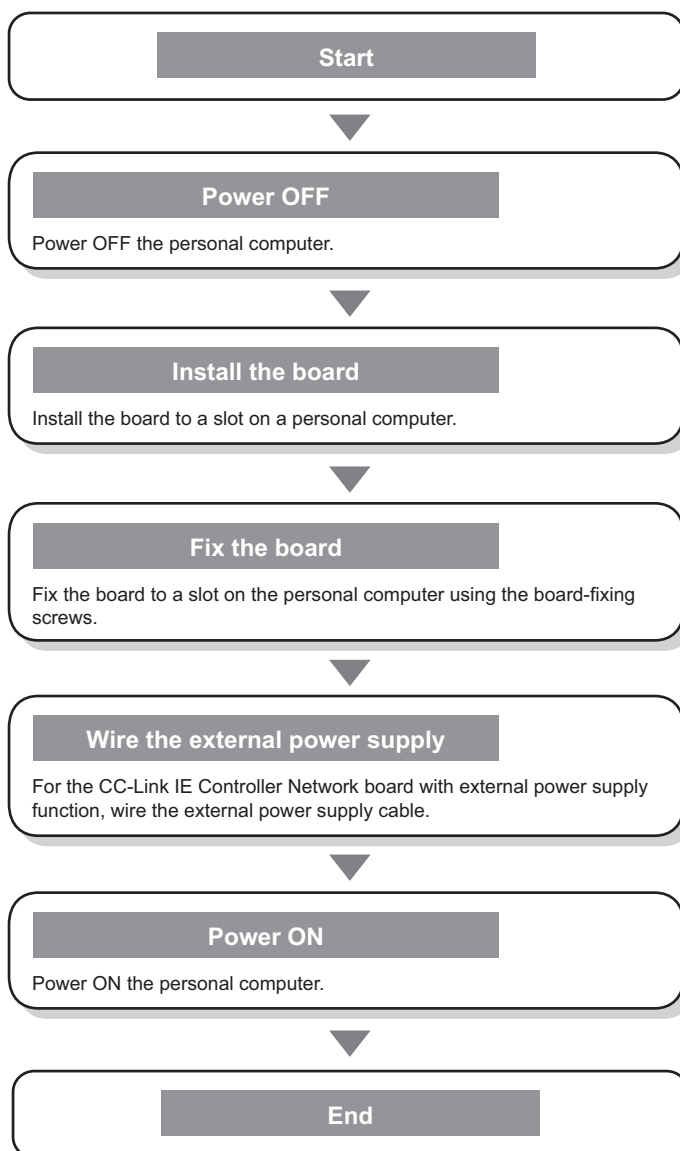 Start
Power OFF
Power OFF the personal computer.
Install the board
Install the board to a slot on a personal computer.
Fix the board
Fix the board to a slot on the personal computer using the board-fixing
screws.
Wire the external power supply
For the CC-Link IE Controller Network board with external power supply
function, wire the external power supply cable.
Power ON
Power ON the personal computer.
End